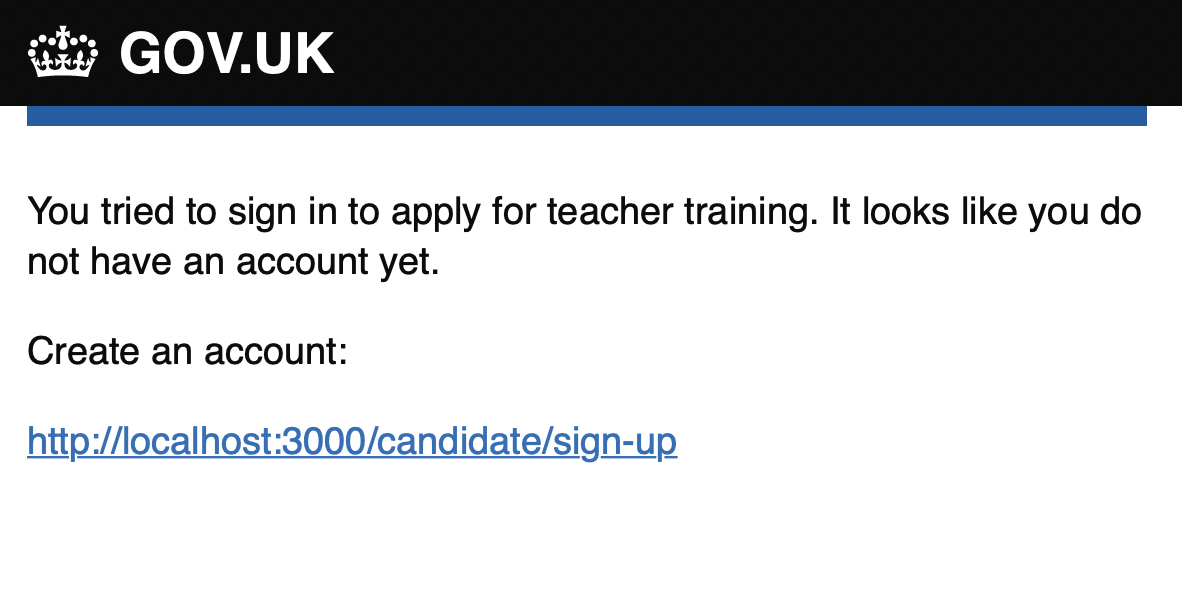 GOV.UK
You tried to sign in to apply for teacher training. It looks like you do
not have an account yet.
Create an account:
http://localhost:3000/candidate/sign-up